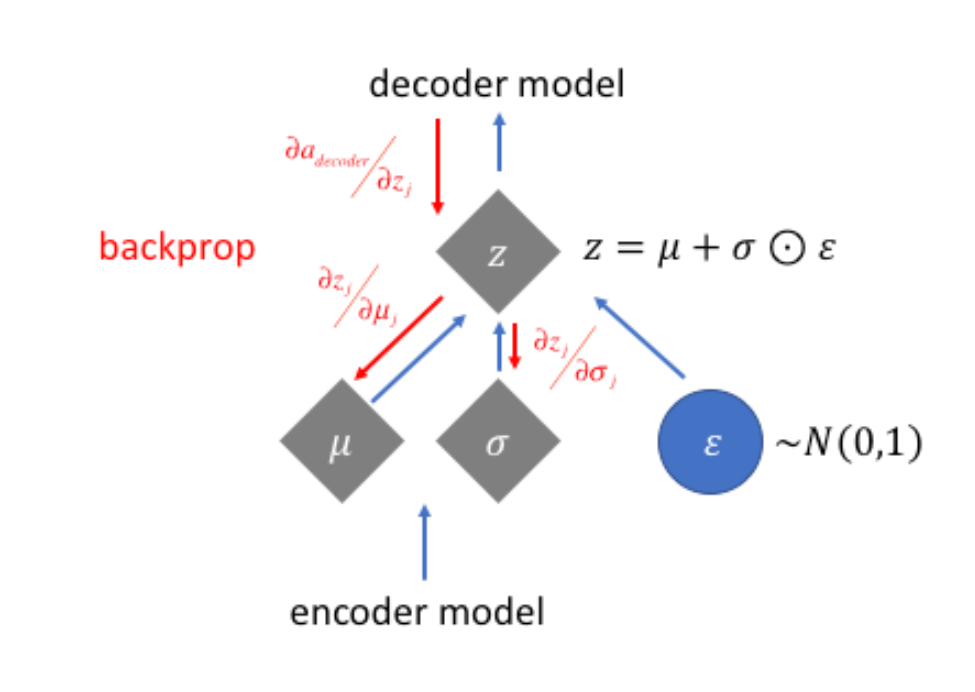 decoder model
∂a_decoder/∂z_j
z
z = μ + σ ⊙ ε
backprop
∂z_j/∂μ_j
∂z_j/∂σ_j
μ
σ
ε
~N(0,1)
encoder model